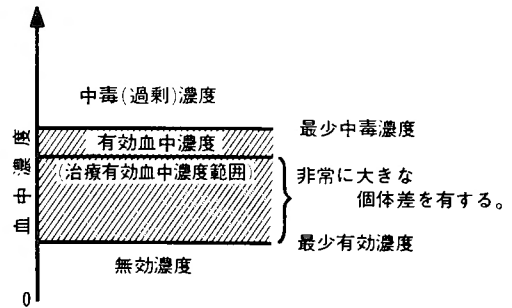 中毒(過剰)濃度
最少中毒濃度
有効血中濃度
(治療有効血中濃度範囲)
非常に大きな
個体差を有する。
最少有効濃度
無効濃度
血中濃度
0